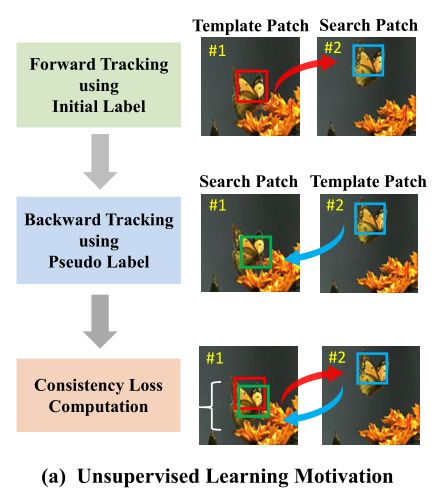 Template Patch Search Patch
Forward Tracking
using
Initial Label
#1 #2
Search Patch Template Patch
Backward Tracking
using
Pseudo Label
#1 #2
Consistency Loss
Computation
#1 #2
(a) Unsupervised Learning Motivation